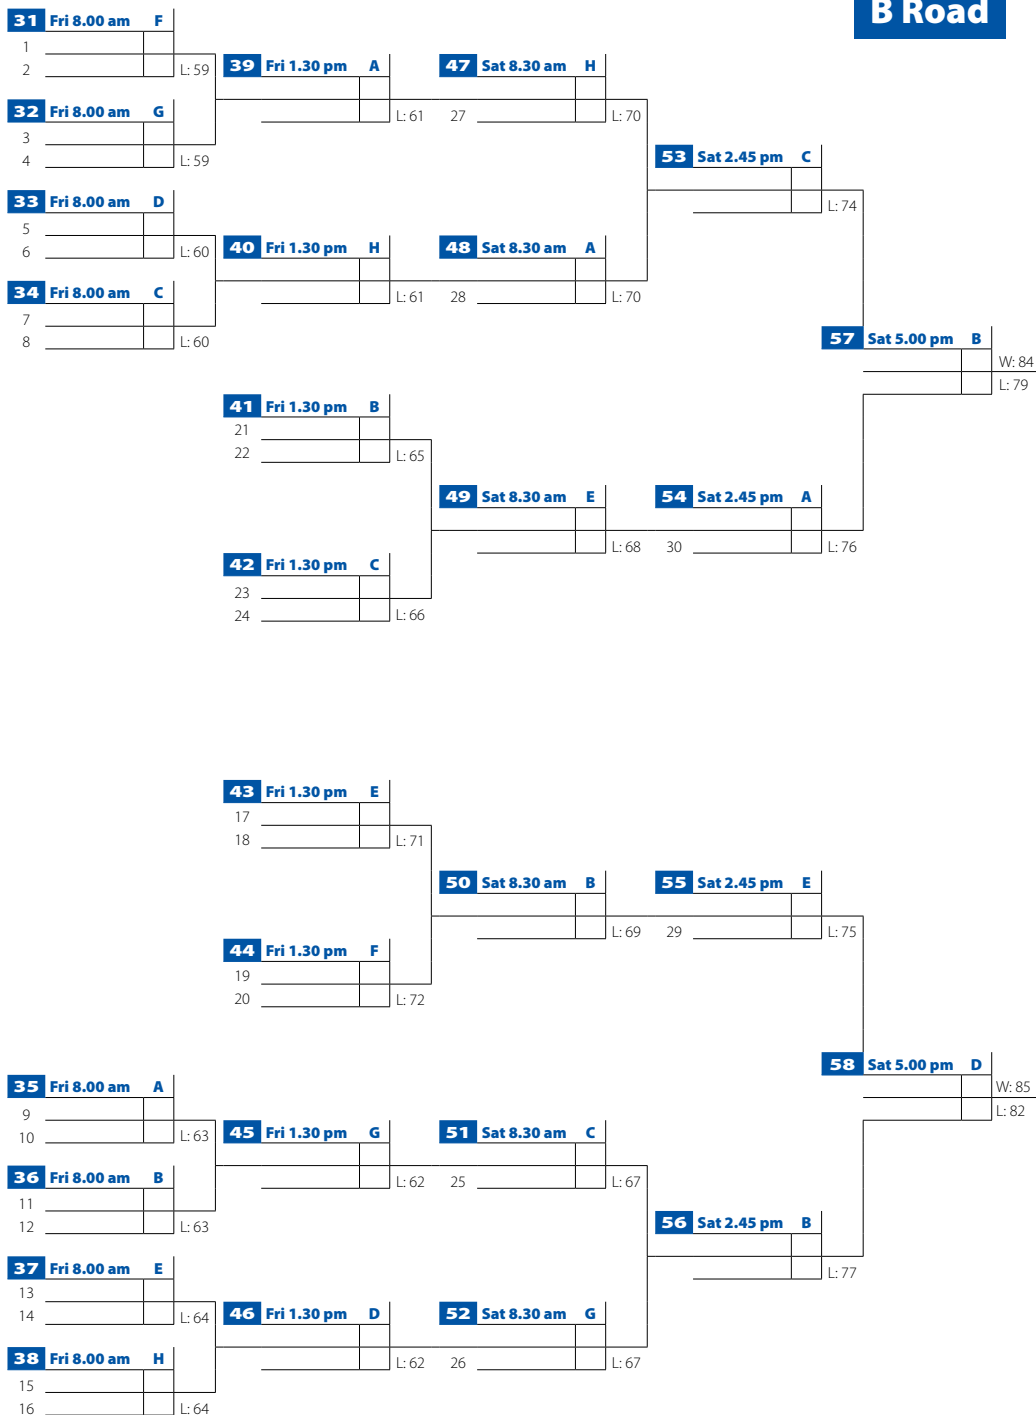 B Road
31 Fri 8.00 am F
1
2
L: 59
32 Fri 8.00 am G
3
4
L: 59
33 Fri 8.00 am D
5
6
L: 60
34 Fri 8.00 am C
7
8
L: 60
39 Fri 1.30 pm A
L: 61
40 Fri 1.30 pm H
L: 61
47 Sat 8.30 am H
27
L: 70
48 Sat 8.30 am A
28
L: 70
53 Sat 2.45 pm C
L: 74
57 Sat 5.00 pm B
W: 84
L: 79
41 Fri 1.30 pm B
21
22
L: 65
42 Fri 1.30 pm C
23
24
L: 66
49 Sat 8.30 am E
L: 68
54 Sat 2.45 pm A
30
L: 76
43 Fri 1.30 pm E
17
18
L: 71
44 Fri 1.30 pm F
19
20
L: 72
50 Sat 8.30 am B
L: 69
55 Sat 2.45 pm E
29
L: 75
58 Sat 5.00 pm D
W: 85
L: 82
35 Fri 8.00 am A
9
10
L: 63
36 Fri 8.00 am B
11
12
L: 63
37 Fri 8.00 am E
13
14
L: 64
38 Fri 8.00 am H
15
16
L: 64
45 Fri 1.30 pm G
L: 62
46 Fri 1.30 pm D
L: 62
51 Sat 8.30 am C
25
L: 67
52 Sat 8.30 am G
26
L: 67
56 Sat 2.45 pm B
L: 77